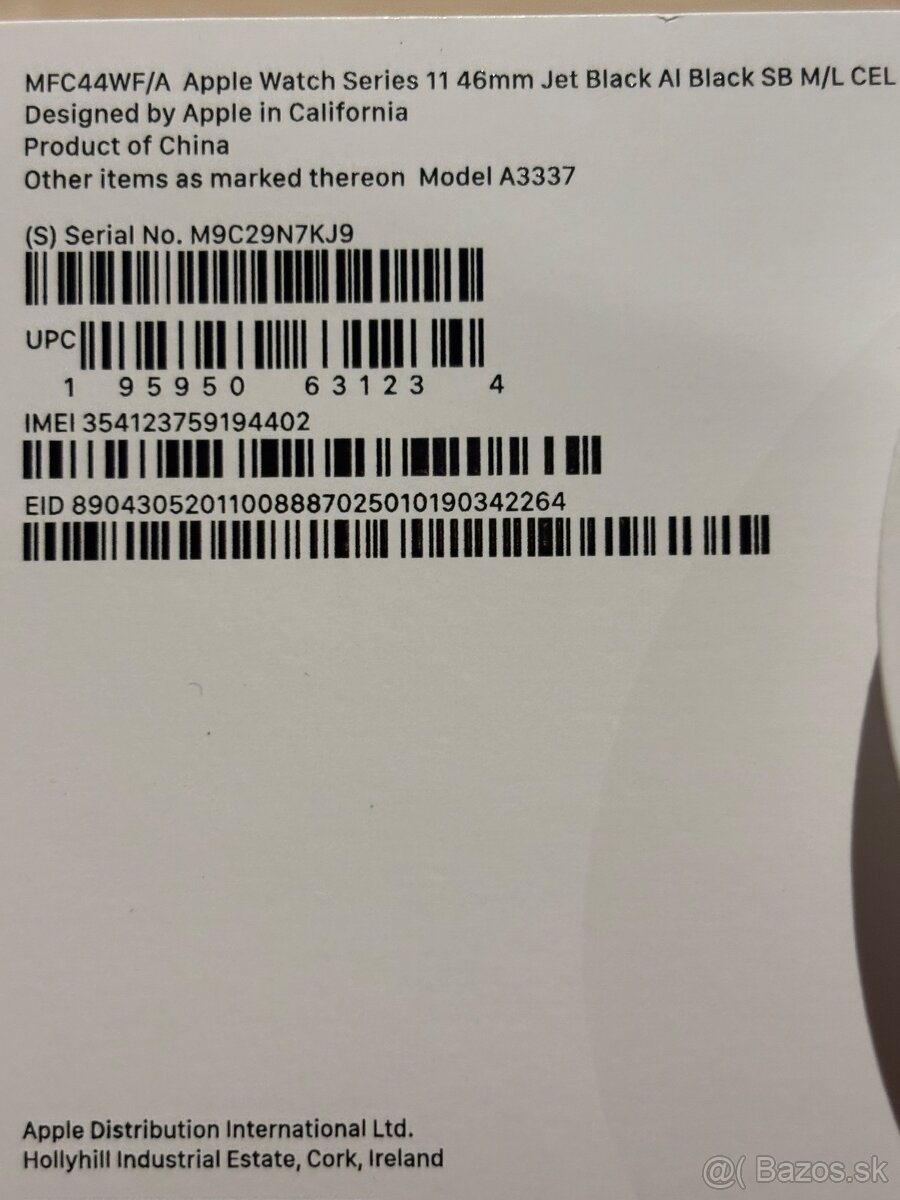 MFC44WF/A Apple Watch Series 11 46mm Jet Black Al Black SB M/L CEL
Designed by Apple in California
Product of China
Other items as marked thereon Model A3337
(S) Serial No. M9C29N7KJ9
UPC
1 95950 63123 4
IMEI 354123759194402
EID 89043052011008887025010190342264
Apple Distribution International Ltd.
Hollyhill Industrial Estate, Cork, Ireland
@( Bazos.sk